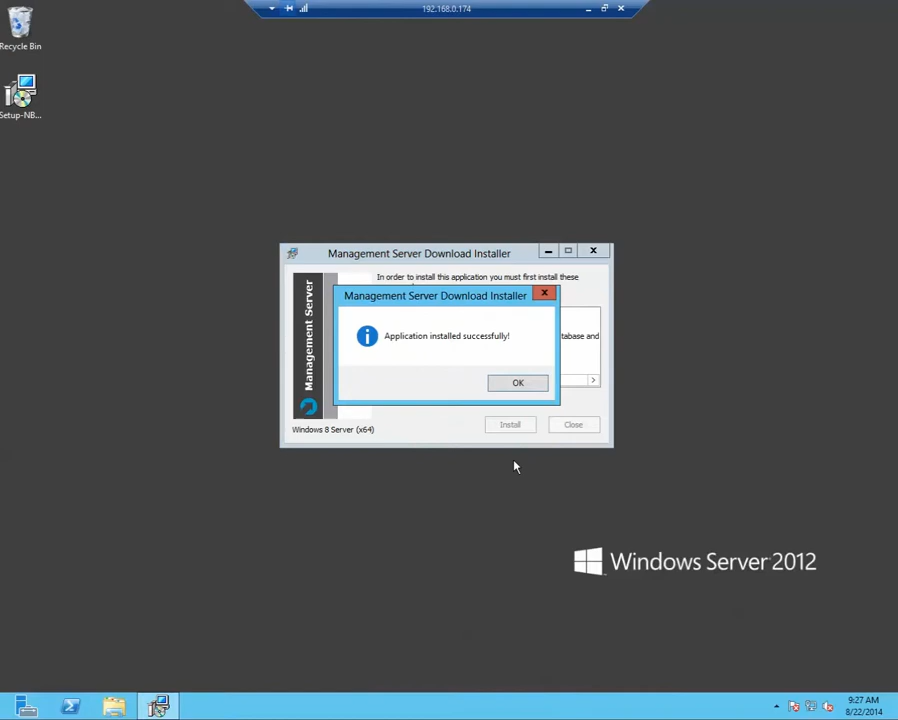 192.168.0.174
Recycle Bin
Setup-NB...
Management Server Download Installer
In order to install this application you must first install these
Management Server Download Installer
Management Server
Application installed successfully!
tabase and
OK
Install
Close
Windows 8 Server (x64)
Windows Server 2012
9:27 AM
8/22/2014